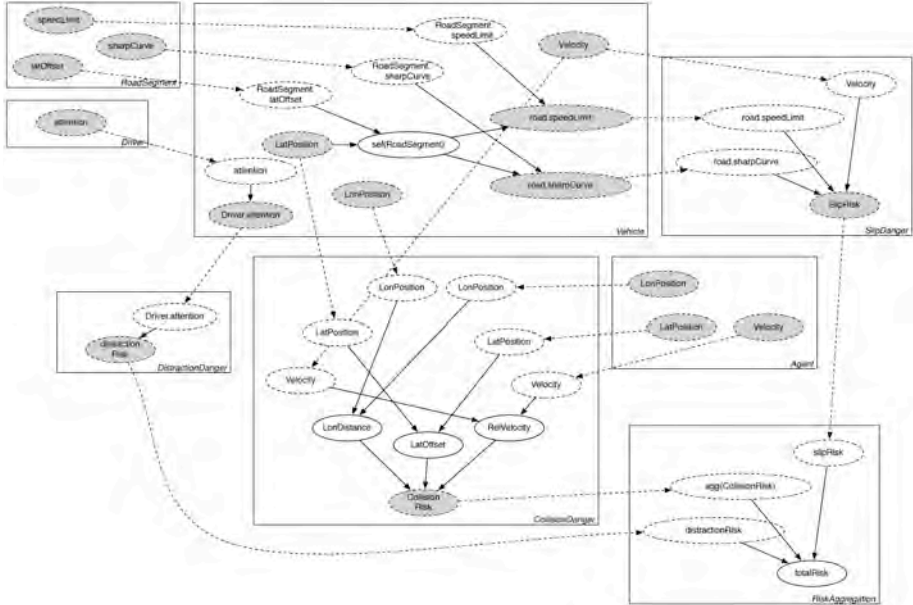 speedLimit
sharpCurve
latOffset
RoadSegment
attention
Driver
RoadSegment.
speedLimit
RoadSegment.
sharpCurve
RoadSegment.
latOffset
Velocity
LatPosition
sel(RoadSegment)
road.speedLimit
road.sharpCurve
attention
Driver.attention
LonPosition
Vehicle
Velocity
road.speedLimit
road.sharpCurve
SlipRisk
SlipDanger
Driver.attention
distraction
Risk
DistractionDanger
LonPosition
LonPosition
LatPosition
LatPosition
Velocity
Velocity
LonDistance
LatOffset
RelVelocity
Collision
Risk
CollisionDanger
LonPosition
LatPosition
Velocity
Agent
slipRisk
agg(CollisionRisk)
distractionRisk
totalRisk
RiskAggregation